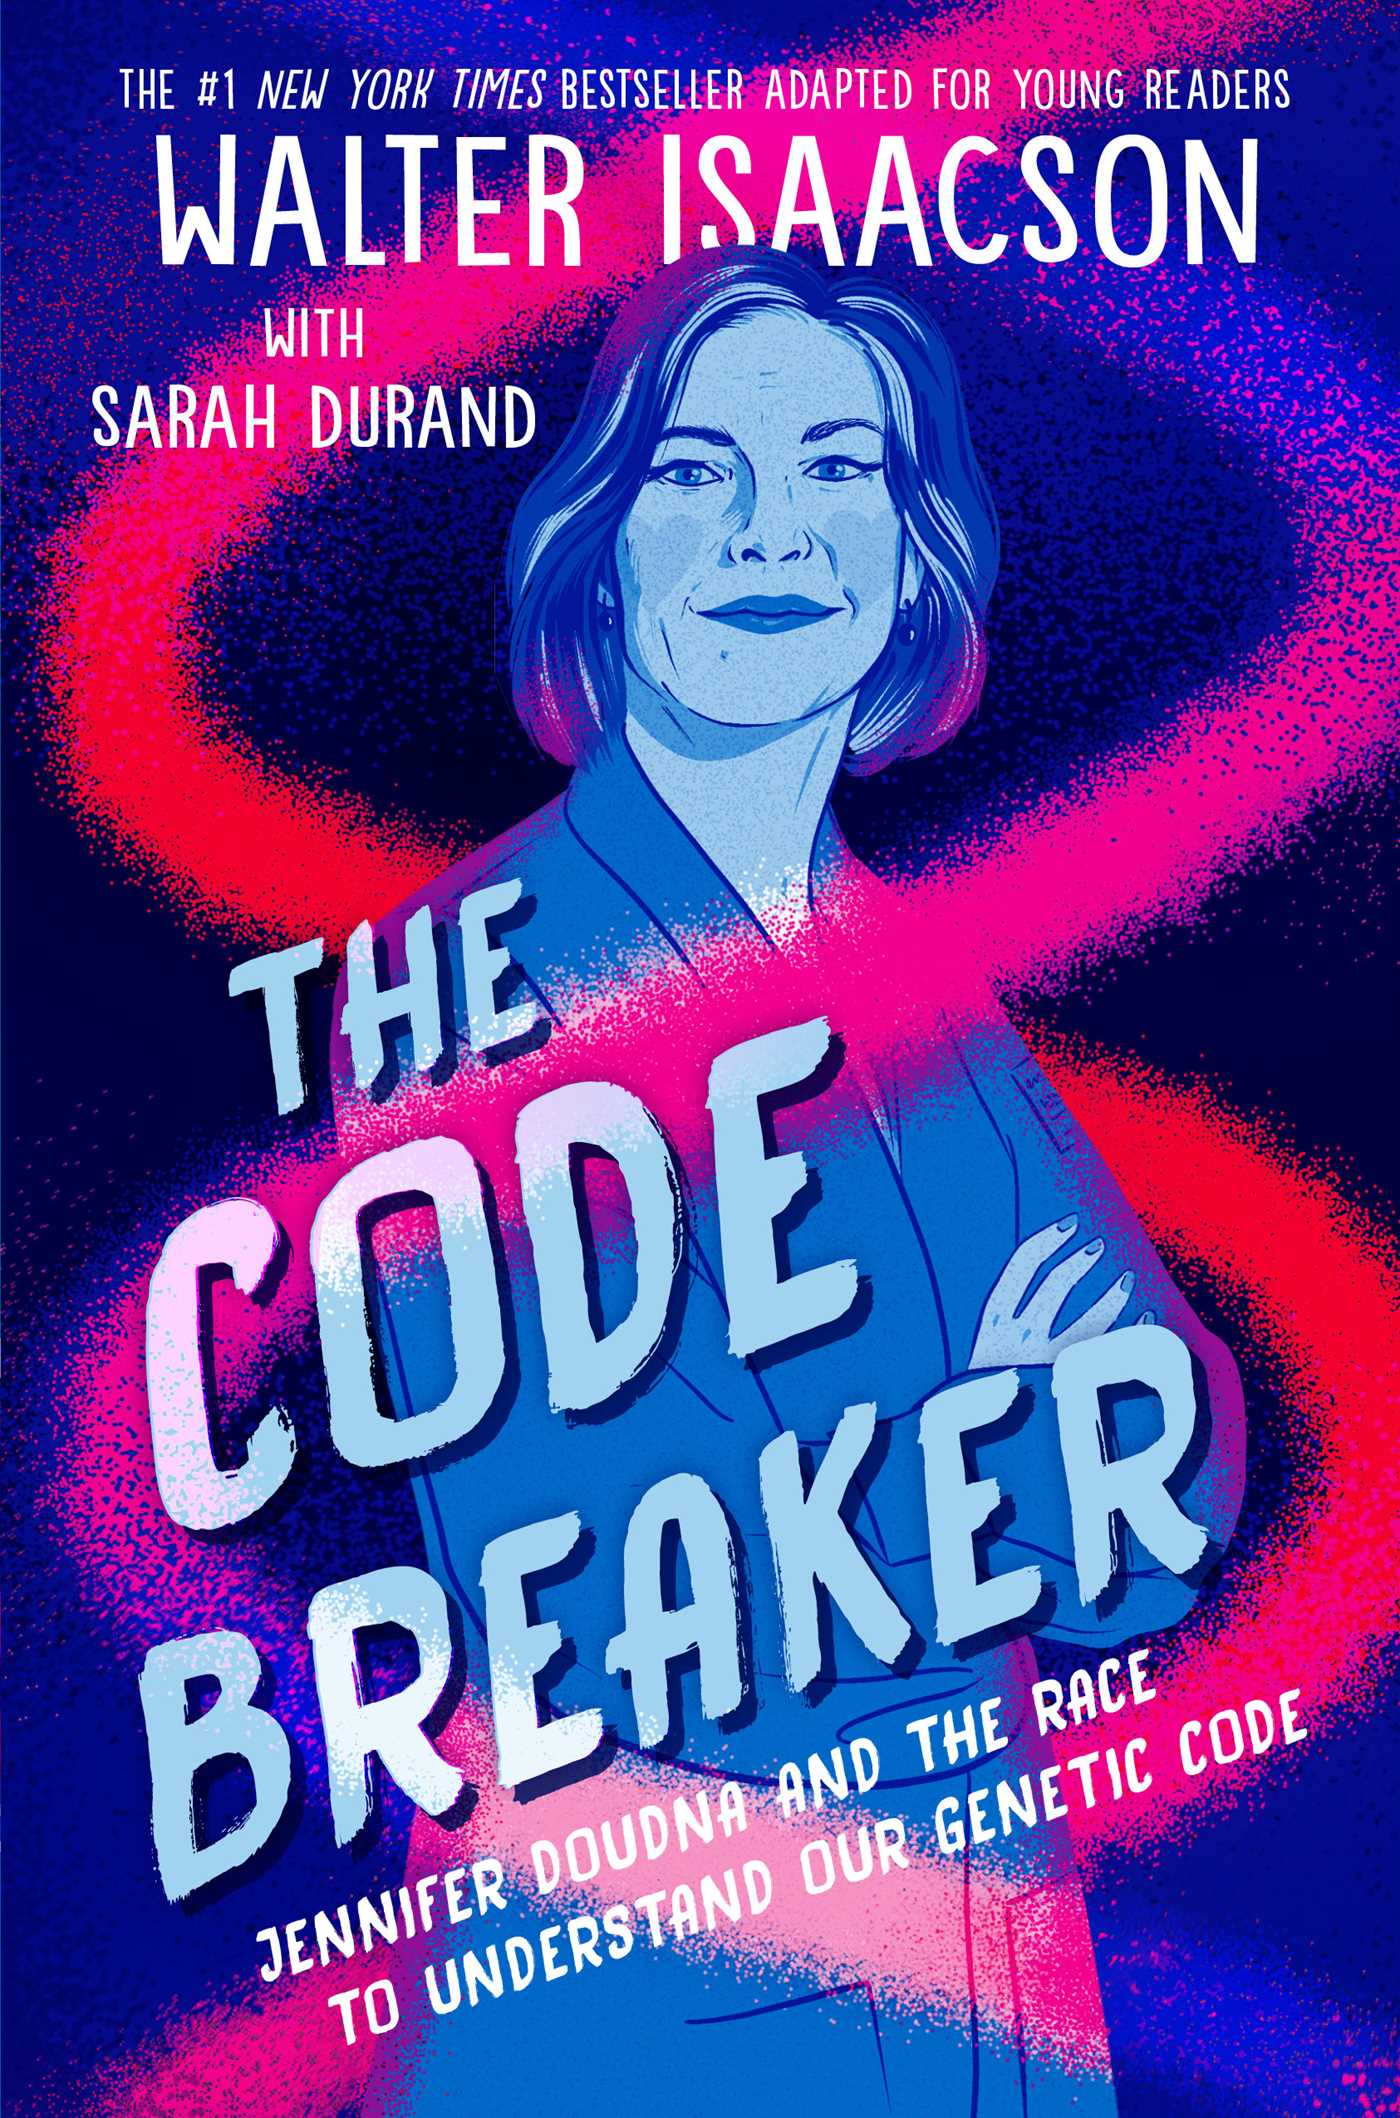 THE #1 NEW YORK TIMES BESTSELLER ADAPTED FOR YOUNG READERS
WALTER ISAACSON
WITH
SARAH DURAND
THE
CODE
BREAKER
JENNIFER DOUDNA AND THE RACE
TO UNDERSTAND OUR GENETIC CODE